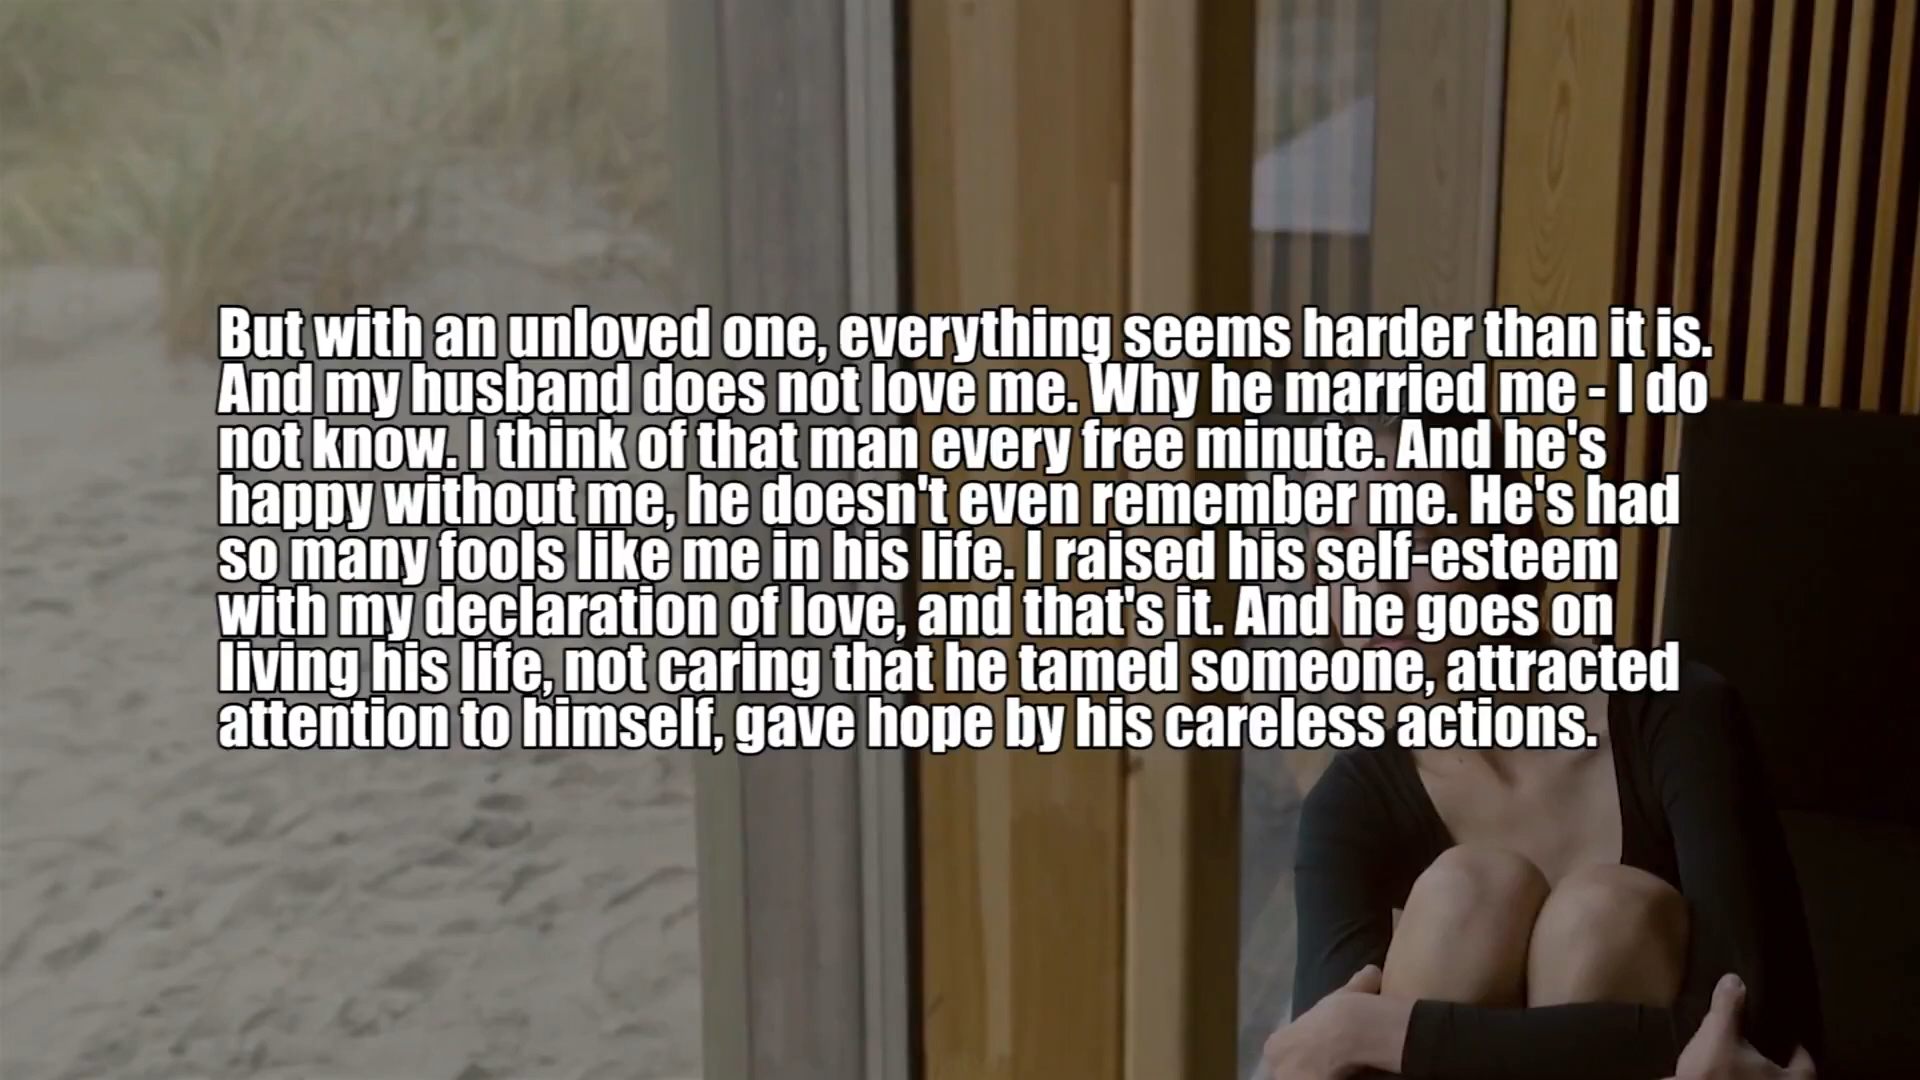 But with an unloved one, everything seems harder than it is.
And my husband does not love me. Why he married me - I do
not know. I think of that man every free minute. And he's
happy without me, he doesn't even remember me. He's had
so many fools like me in his life. I raised his self-esteem
with my declaration of love, and that's it. And he goes on
living his life, not caring that he tamed someone, attracted
attention to himself, gave hope by his careless actions.